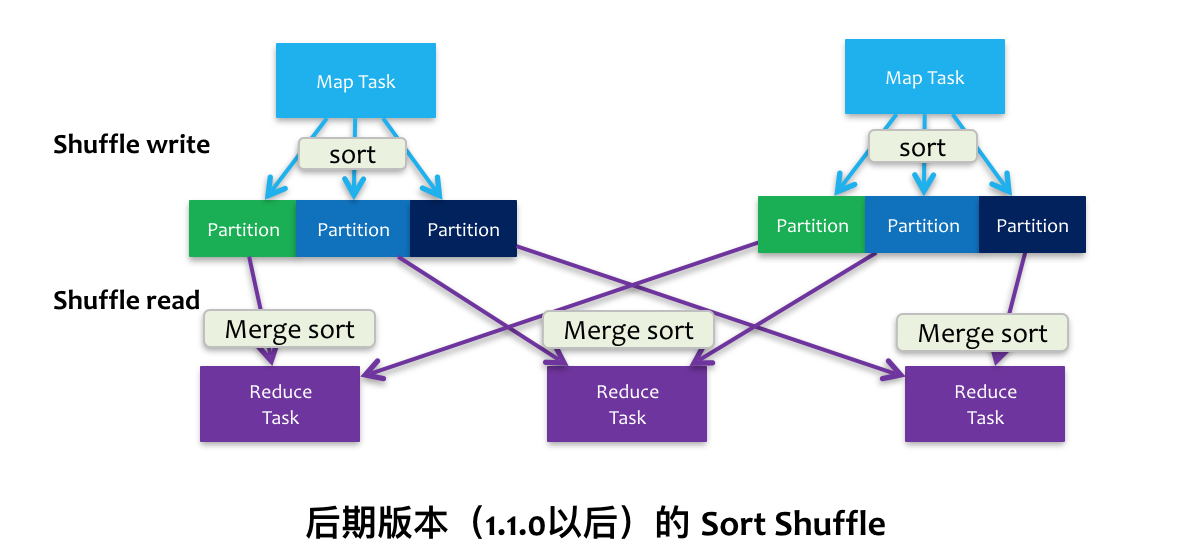 Map Task
Map Task
Shuffle write
sort
sort
Partition
Partition
Partition
Partition
Partition
Partition
Shuffle read
Merge sort
Merge sort
Merge sort
Reduce
Task
Reduce
Task
Reduce
Task
后期版本（1.1.0以后）的 Sort Shuffle